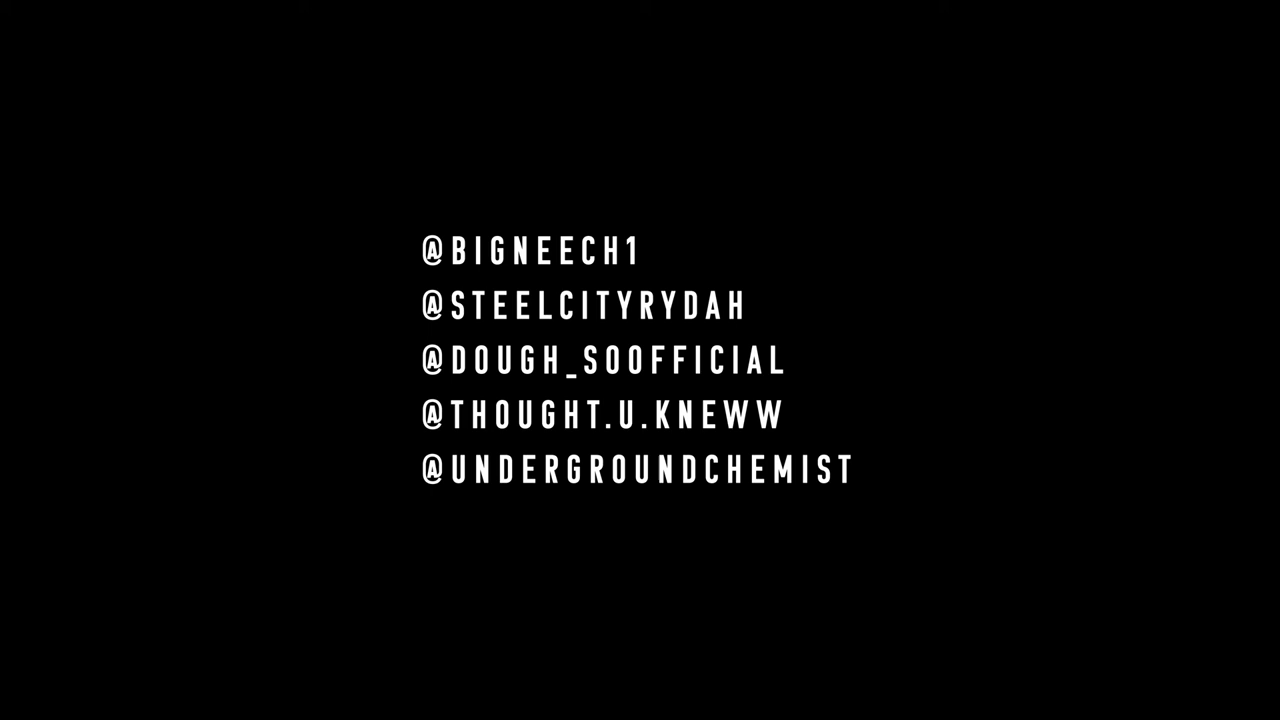 @BIGNEECH1
@STEELCITYRYDAH
@DOUGH_SOOFFICIAL
@THOUGHT.U.KNEWW
@UNDERGROUNDCHEMIST